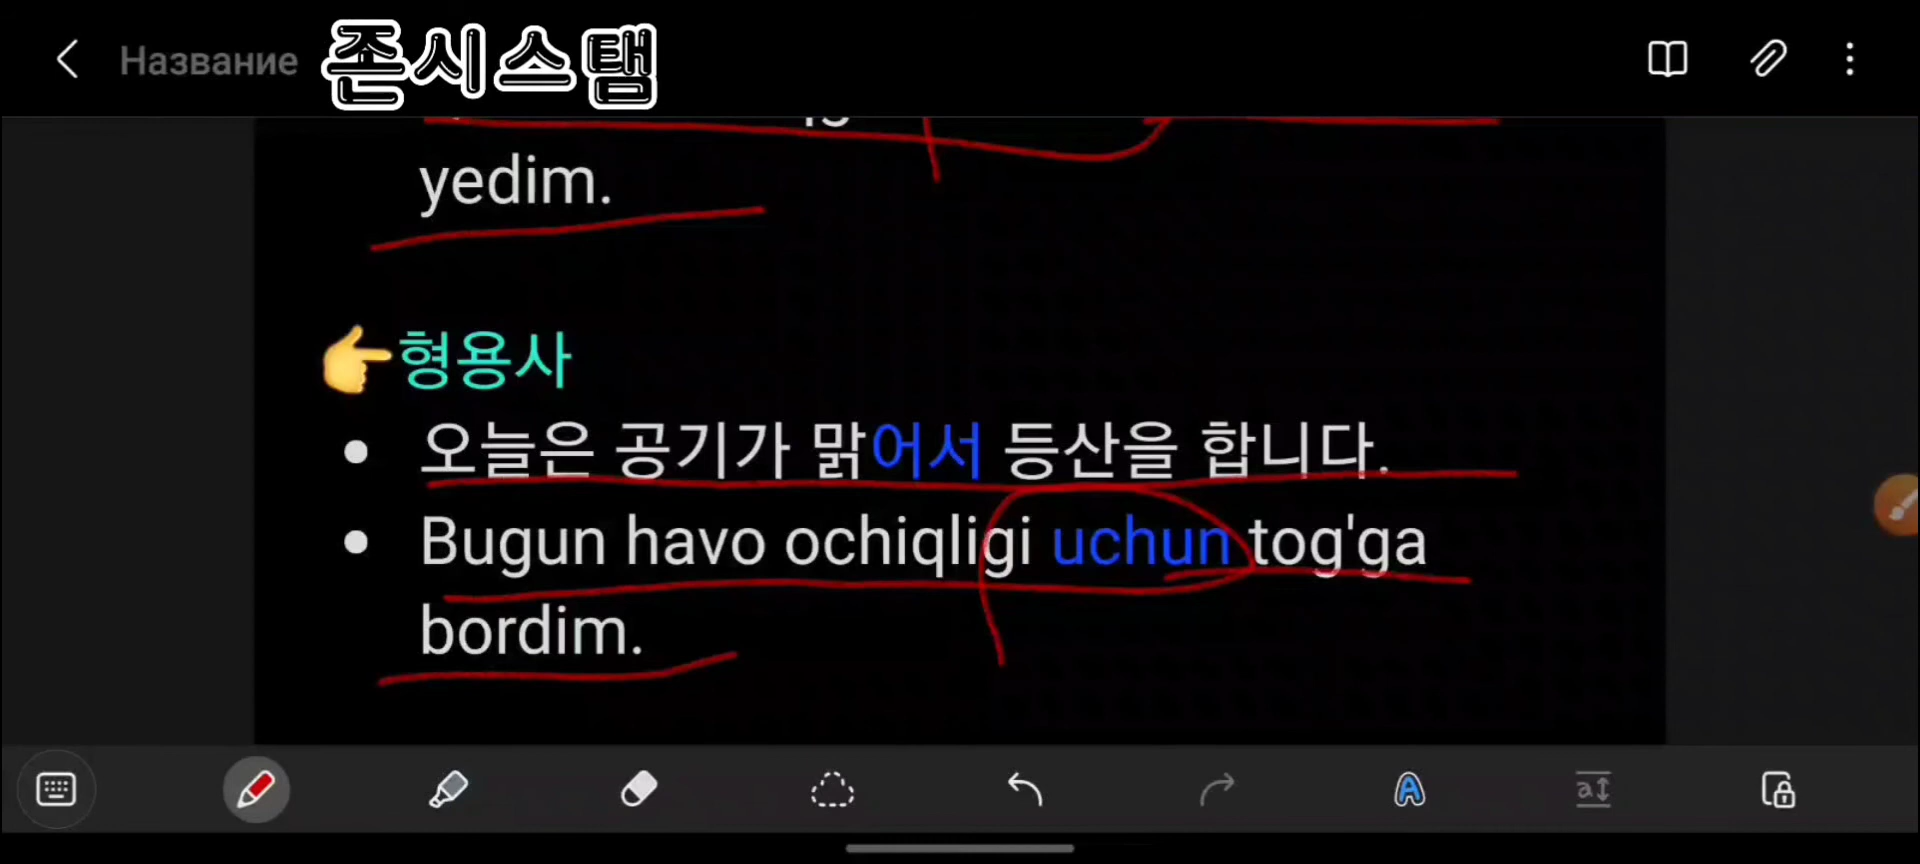 Название 존시스탬
yedim.
👉형용사
• 오늘은 공기가 맑어서 등산을 합니다.
• Bugun havo ochiqligi uchun tog'ga
bordim.